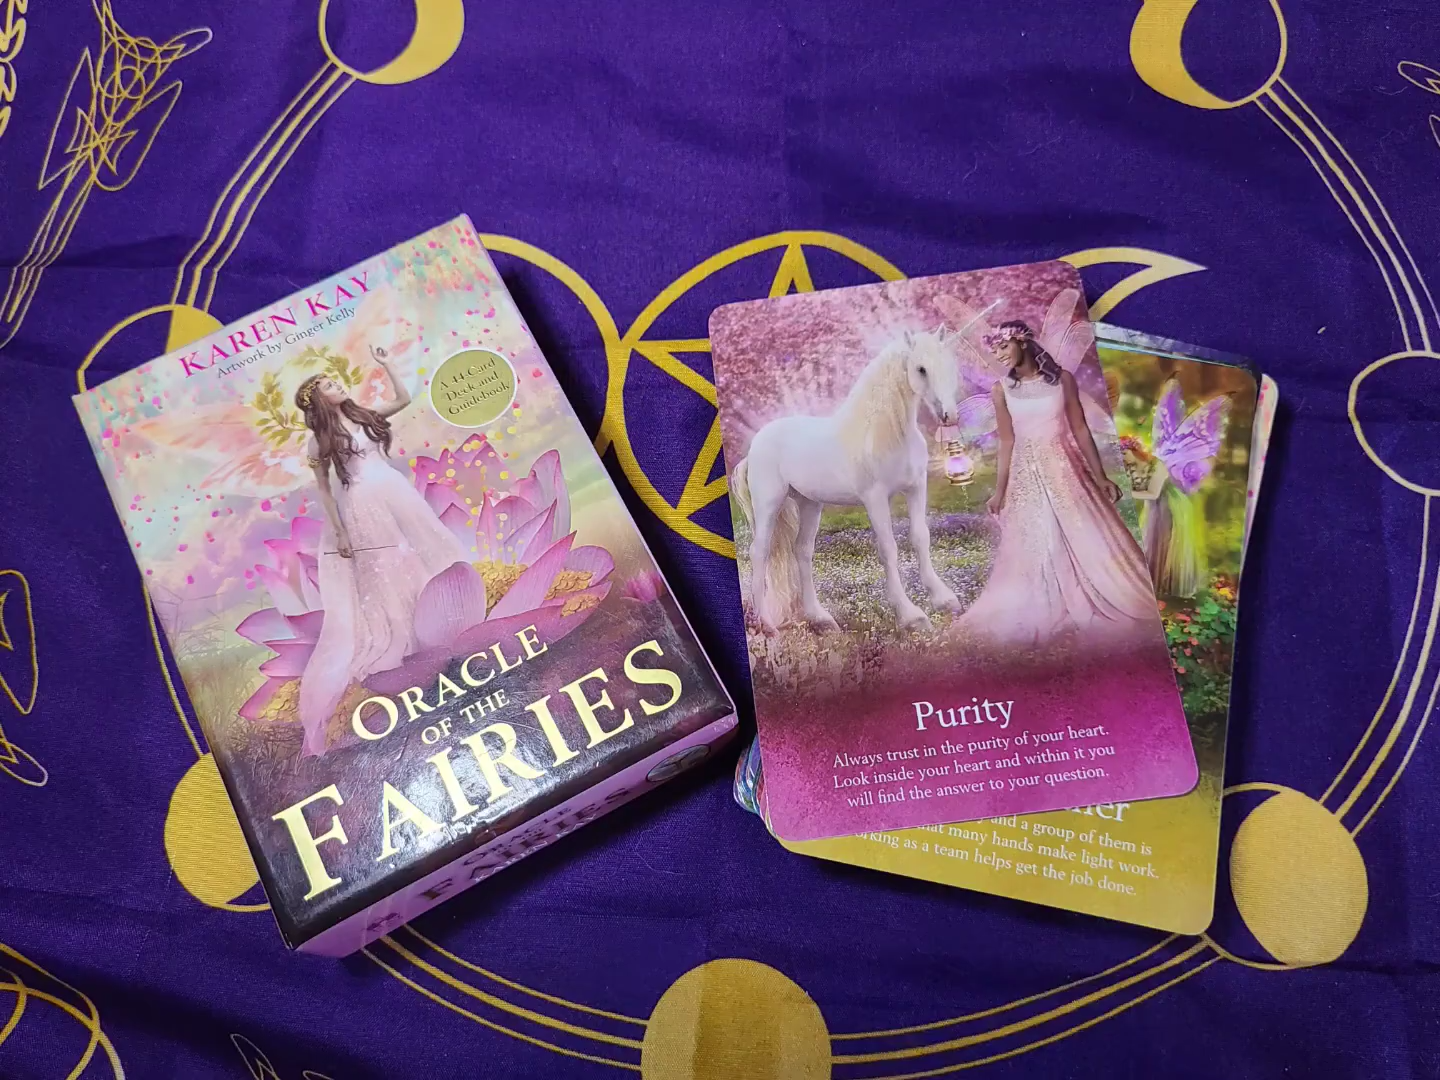 KAREN KAY
Artwork by Ginger Kelly
A 44-Card
Deck and
Guidebook
ORACLE
OF THE
FAIRIES
Purity
Always trust in the purity of your heart.
Look inside your heart and within it you
will find the answer to your question.
and a group of them is
that many hands make light work.
as a team helps get the job done.